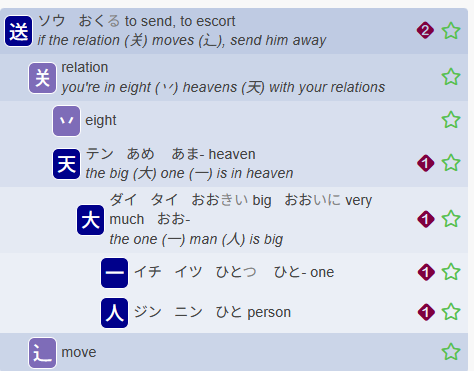 送 ソウ おくる to send, to escort 2
if the relation (关) moves (辶), send him away
关 relation
you're in eight (丷) heavens (天) with your relations
丷 eight
天 テン あめ あま- heaven 1
the big (大) one (一) is in heaven
大 ダイ タイ おおきい big おおいに very
much おお- 1
the one (一) man (人) is big
一 イチ イツ ひとつ ひと- one 1
人 ジン ニン ひと person 1
辶 move